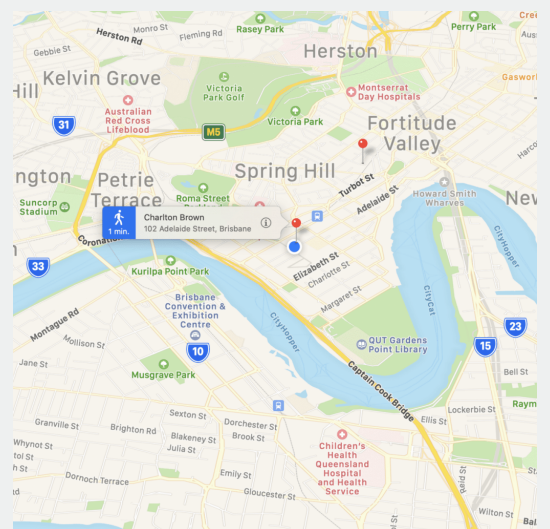 Monro St
Rasey Park
Perry Park
Cree
Herston Rd
Fleming Rd
Gebbie St
Herston
Kelvin Grove
Gaswor
Hill
Victoria
Park Golf
Montserrat
Day Hospitals
Australian
Red Cross
Lifeblood
31
M5
Victoria Park
Fortitude
Valley
Harco
Spring Hill
ngton
Petrie
Terrace
Turbot St
Adelaide St
Roma Street
Howard Smith
Wharves
New
Suncorp
Stadium
1 min.
Charlton Brown
102 Adelaide Street, Brisbane
Coronation
CityHopper
33
Kurilpa Point Park
Elizabeth St
Charlotte St
Margaret St
CityCat
Brisbane
Convention &
Exhibition
Centre
CityHopper
Montague Rd
Mollison St
10
QUT Gardens
Point Library
23
15
Jane St
Musgrave Park
Captain Cook Bridge
Bell St
Raym
Sexton St
Lockerbie St
Granville St
Brighton Rd
Dorchester St
Ellis St
Blakeney St
Brook St
Whynot St
Julia St
Children's
Health
Queensland
Hospital
and Health
Service
Dornoch Terrace
Emily St
Gloucester St
Reid St
Wilton St
Bal